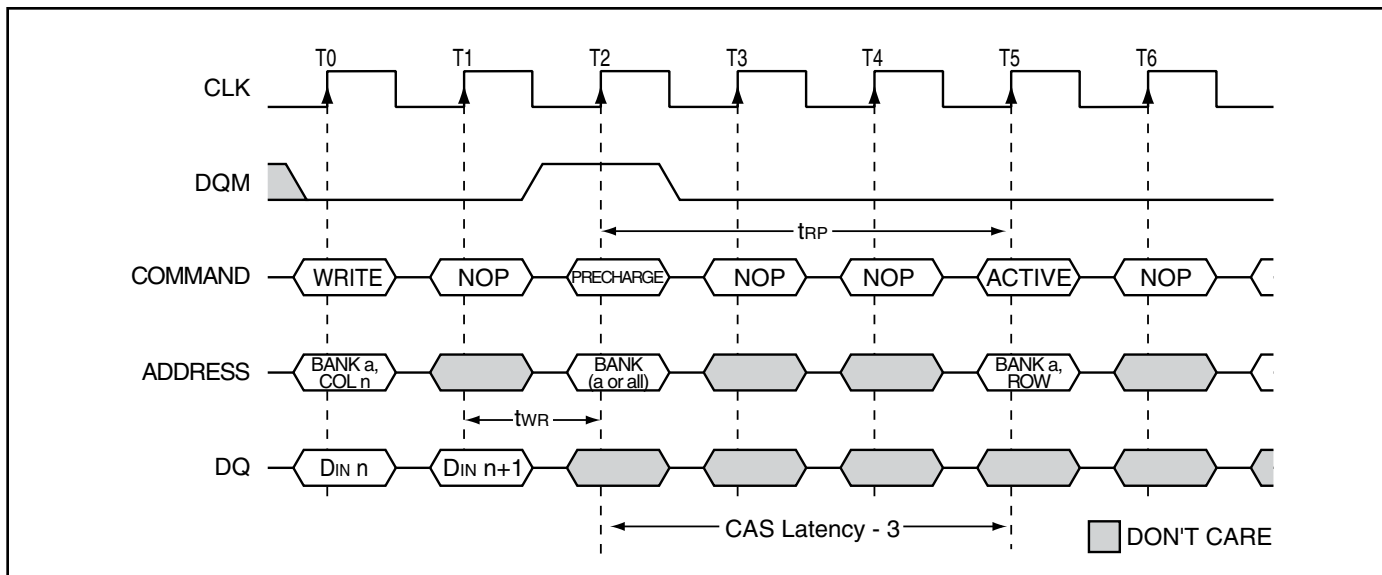 T0 T1 T2 T3 T4 T5 T6
CLK
DQM
tRP
COMMAND WRITE NOP PRECHARGE NOP NOP ACTIVE NOP
ADDRESS BANK a, COL n BANK (a or all) BANK a, ROW
tWR
DQ DIN n DIN n+1
CAS Latency - 3
DON'T CARE